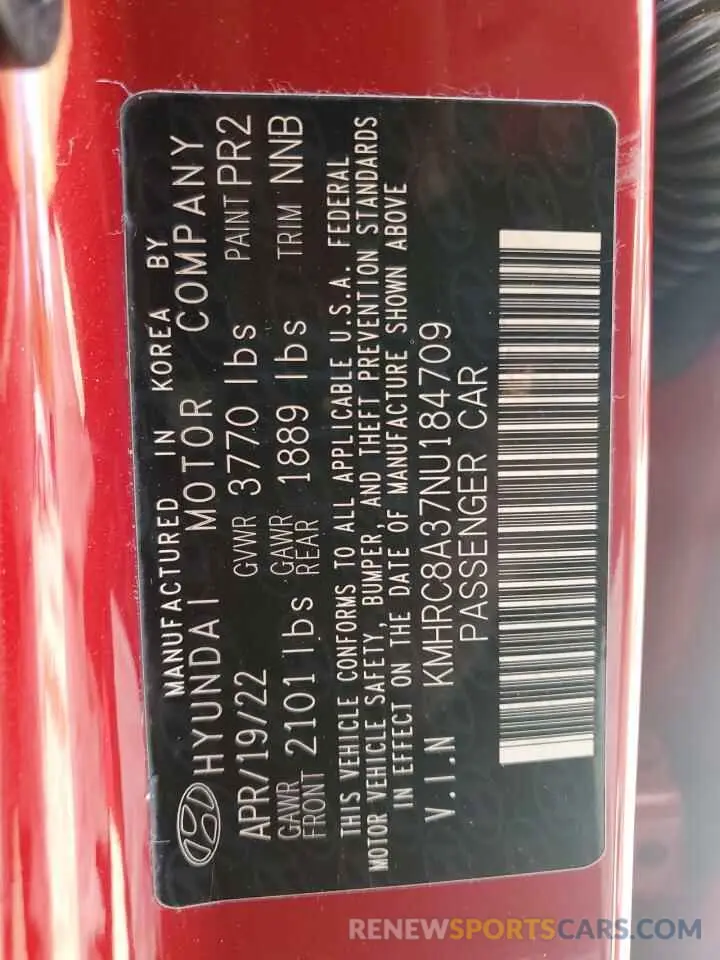 MANUFACTURED IN KOREA BY
HYUNDAI MOTOR COMPANY
APR/19/22 GVWR 3770 lbs PAINT PR2
GAWR FRONT 2101 lbs GAWR REAR 1889 lbs TRIM NNB
THIS VEHICLE CONFORMS TO ALL APPLICABLE U.S.A. FEDERAL
MOTOR VEHICLE SAFETY, BUMPER, AND THEFT PREVENTION STANDARDS
IN EFFECT ON THE DATE OF MANUFACTURE SHOWN ABOVE
V.I.N KMHRC8A37NU184709
PASSENGER CAR
RENEWSPORTSCARS.COM